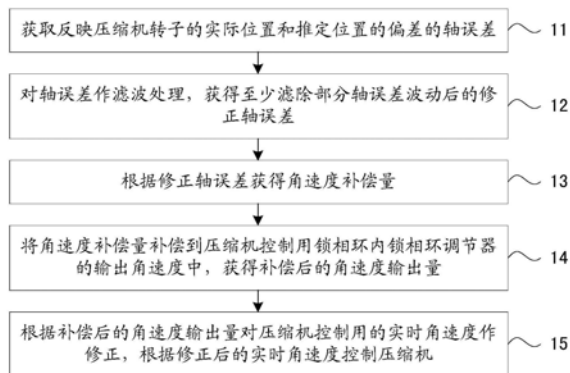 获取反映压缩机转子的实际位置和推定位置的偏差的轴误差
11
对轴误差作滤波处理，获得至少滤除部分轴误差波动后的修
正轴误差
12
根据修正轴误差获得角速度补偿量
13
将角速度补偿量补偿到压缩机控制用锁相环内锁相环调节器
的输出角速度中，获得补偿后的角速度输出量
14
根据补偿后的角速度输出量对压缩机控制用的实时角速度作
修正，根据修正后的实时角速度控制压缩机
15